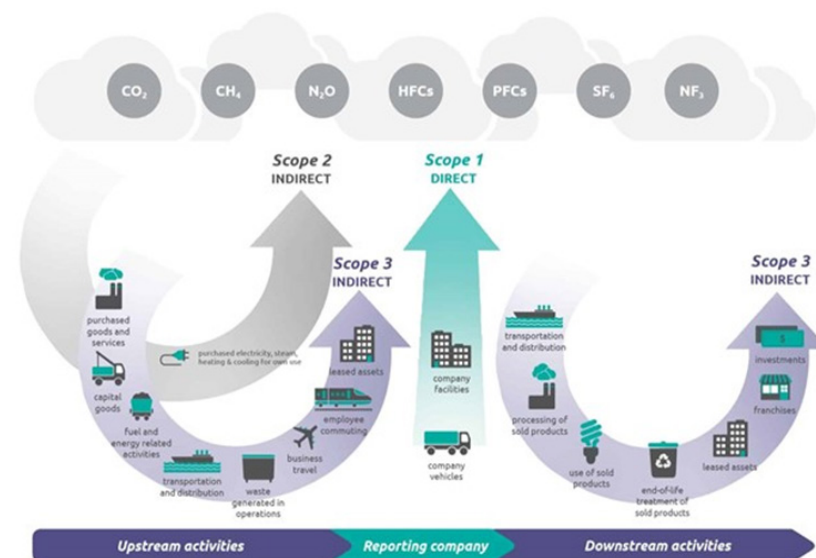 CO₂
CH₄
N₂O
HFCs
PFCs
SF₆
NF₃
Scope 2
INDIRECT
Scope 1
DIRECT
Scope 3
INDIRECT
Scope 3
INDIRECT
purchased
goods and
services
capital
goods
fuel and
energy related
activities
transportation
and distribution
waste
generated in
operations
business
travel
employee
commuting
leased assets
purchased electricity, steam,
heating & cooling for own use
company
facilities
company
vehicles
transportation
and distribution
processing of
sold products
use of sold
products
end-of-life
treatment of
sold products
leased assets
franchises
$
investments
Upstream activities
Reporting company
Downstream activities